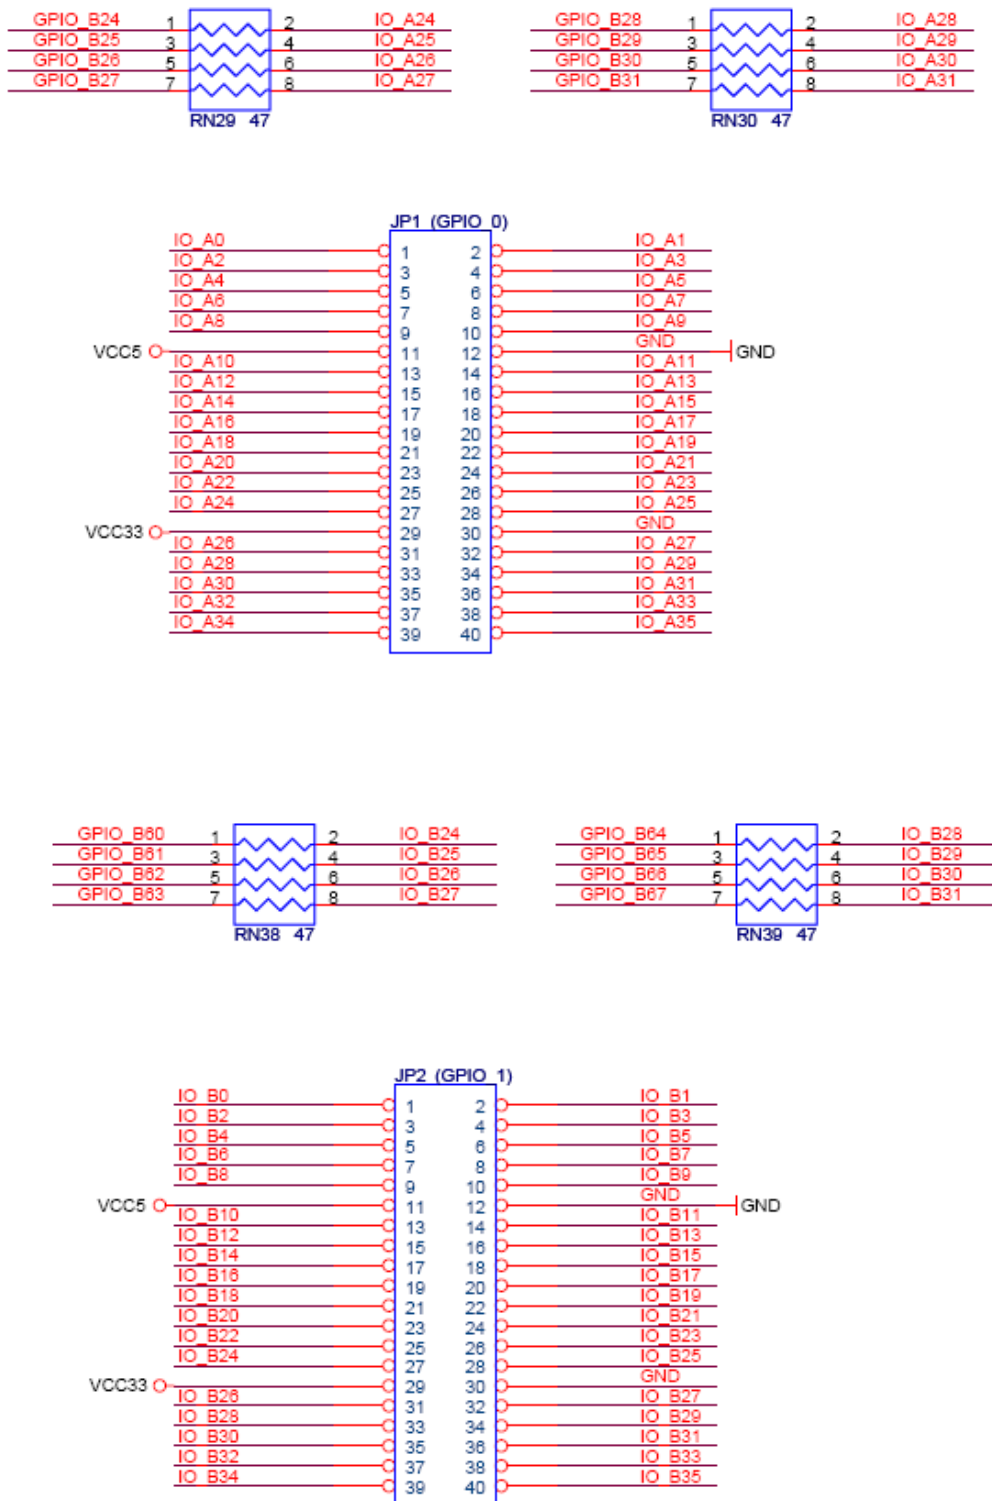 GPIO_B24 1 2 IO_A24 GPIO_B28 1 2 IO_A28
GPIO_B25 3 4 IO_A25 GPIO_B29 3 4 IO_A29
GPIO_B26 5 6 IO_A26 GPIO_B30 5 6 IO_A30
GPIO_B27 7 8 IO_A27 GPIO_B31 7 8 IO_A31
RN29 47 RN30 47
JP1 (GPIO_0)
IO_A0 1 2 IO_A1
IO_A2 3 4 IO_A3
IO_A4 5 6 IO_A5
IO_A6 7 8 IO_A7
IO_A8 9 10 IO_A9
VCC5 11 12 GND GND
IO_A10 13 14 IO_A11
IO_A12 15 16 IO_A13
IO_A14 17 18 IO_A15
IO_A16 19 20 IO_A17
IO_A18 21 22 IO_A19
IO_A20 23 24 IO_A21
IO_A22 25 26 IO_A23
IO_A24 27 28 IO_A25
VCC33 29 30 GND
IO_A26 31 32 IO_A27
IO_A28 33 34 IO_A29
IO_A30 35 36 IO_A31
IO_A32 37 38 IO_A33
IO_A34 39 40 IO_A35
GPIO_B60 1 2 IO_B24 GPIO_B64 1 2 IO_B28
GPIO_B61 3 4 IO_B25 GPIO_B65 3 4 IO_B29
GPIO_B62 5 6 IO_B26 GPIO_B66 5 6 IO_B30
GPIO_B63 7 8 IO_B27 GPIO_B67 7 8 IO_B31
RN38 47 RN39 47
JP2 (GPIO_1)
IO_B0 1 2 IO_B1
IO_B2 3 4 IO_B3
IO_B4 5 6 IO_B5
IO_B6 7 8 IO_B7
IO_B8 9 10 IO_B9
VCC5 11 12 GND GND
IO_B10 13 14 IO_B11
IO_B12 15 16 IO_B13
IO_B14 17 18 IO_B15
IO_B16 19 20 IO_B17
IO_B18 21 22 IO_B19
IO_B20 23 24 IO_B21
IO_B22 25 26 IO_B23
IO_B24 27 28 IO_B25
VCC33 29 30 GND
IO_B26 31 32 IO_B27
IO_B28 33 34 IO_B29
IO_B30 35 36 IO_B31
IO_B32 37 38 IO_B33
IO_B34 39 40 IO_B35